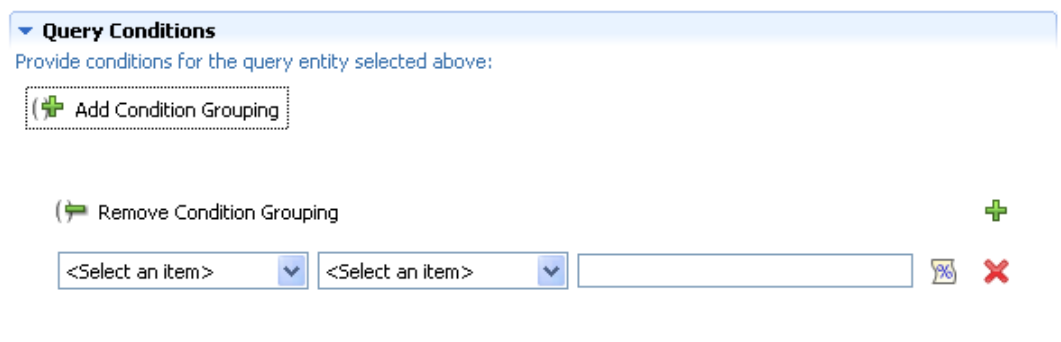 Query Conditions
Provide conditions for the query entity selected above:
Add Condition Grouping
Remove Condition Grouping
<Select an item> <Select an item>